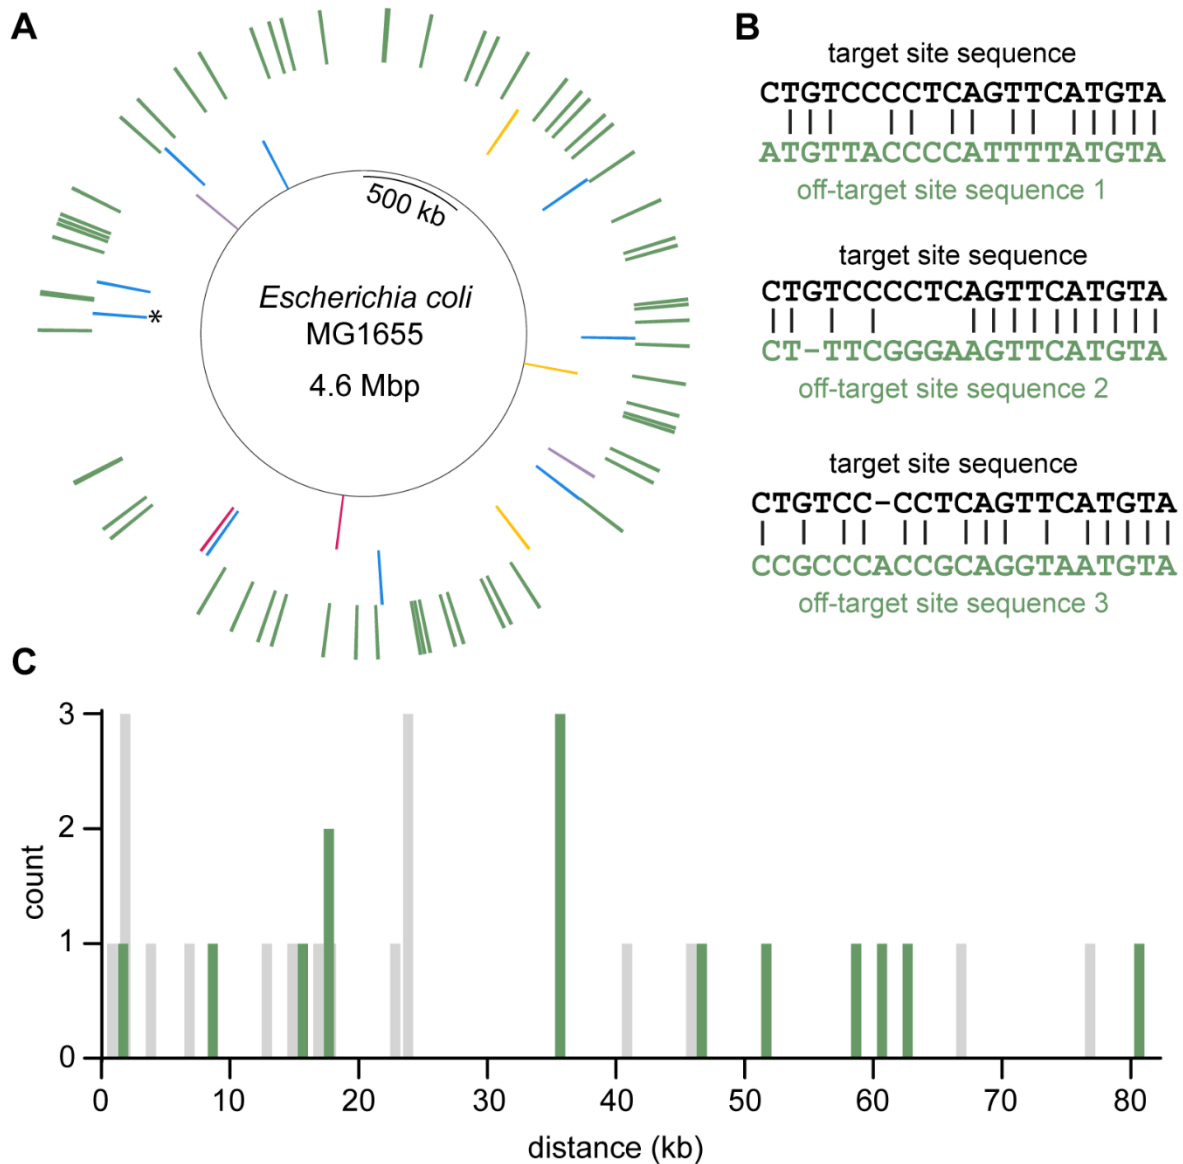 A
500 kb
Escherichia coli
MG1655
4.6 Mbp
*
B
target site sequence
CTGTCCCCTCAGTTCATGTA
ATGTTACCCCATTTTATGTA
off-target site sequence 1
target site sequence
CTGTCCCCTCAGTTCATGTA
CT-TTCGGGAAGTTCATGTA
off-target site sequence 2
target site sequence
CTGTCC-CCTCAGTTCATGTA
CCGCCCACCGCAGGTAATGTA
off-target site sequence 3
C
3
2
1
0
count
0 10 20 30 40 50 60 70 80
distance (kb)